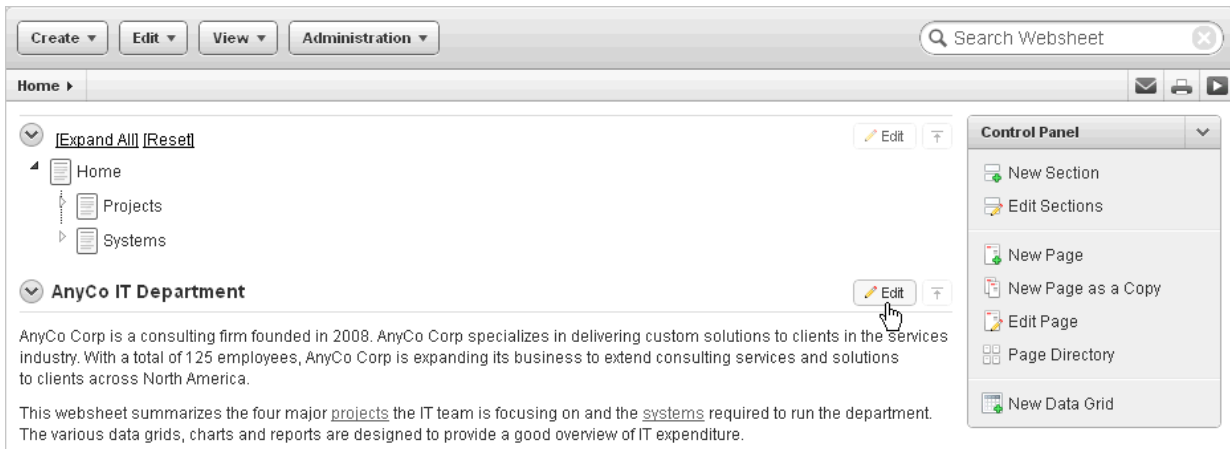 Create Edit View Administration Search Websheet
Home
[Expand All] [Reset] Edit
Home
Projects
Systems
AnyCo IT Department Edit
AnyCo Corp is a consulting firm founded in 2008. AnyCo Corp specializes in delivering custom solutions to clients in the services
industry. With a total of 125 employees, AnyCo Corp is expanding its business to extend consulting services and solutions
to clients across North America.
This websheet summarizes the four major projects the IT team is focusing on and the systems required to run the department.
The various data grids, charts and reports are designed to provide a good overview of IT expenditure.
Control Panel
New Section
Edit Sections
New Page
New Page as a Copy
Edit Page
Page Directory
New Data Grid